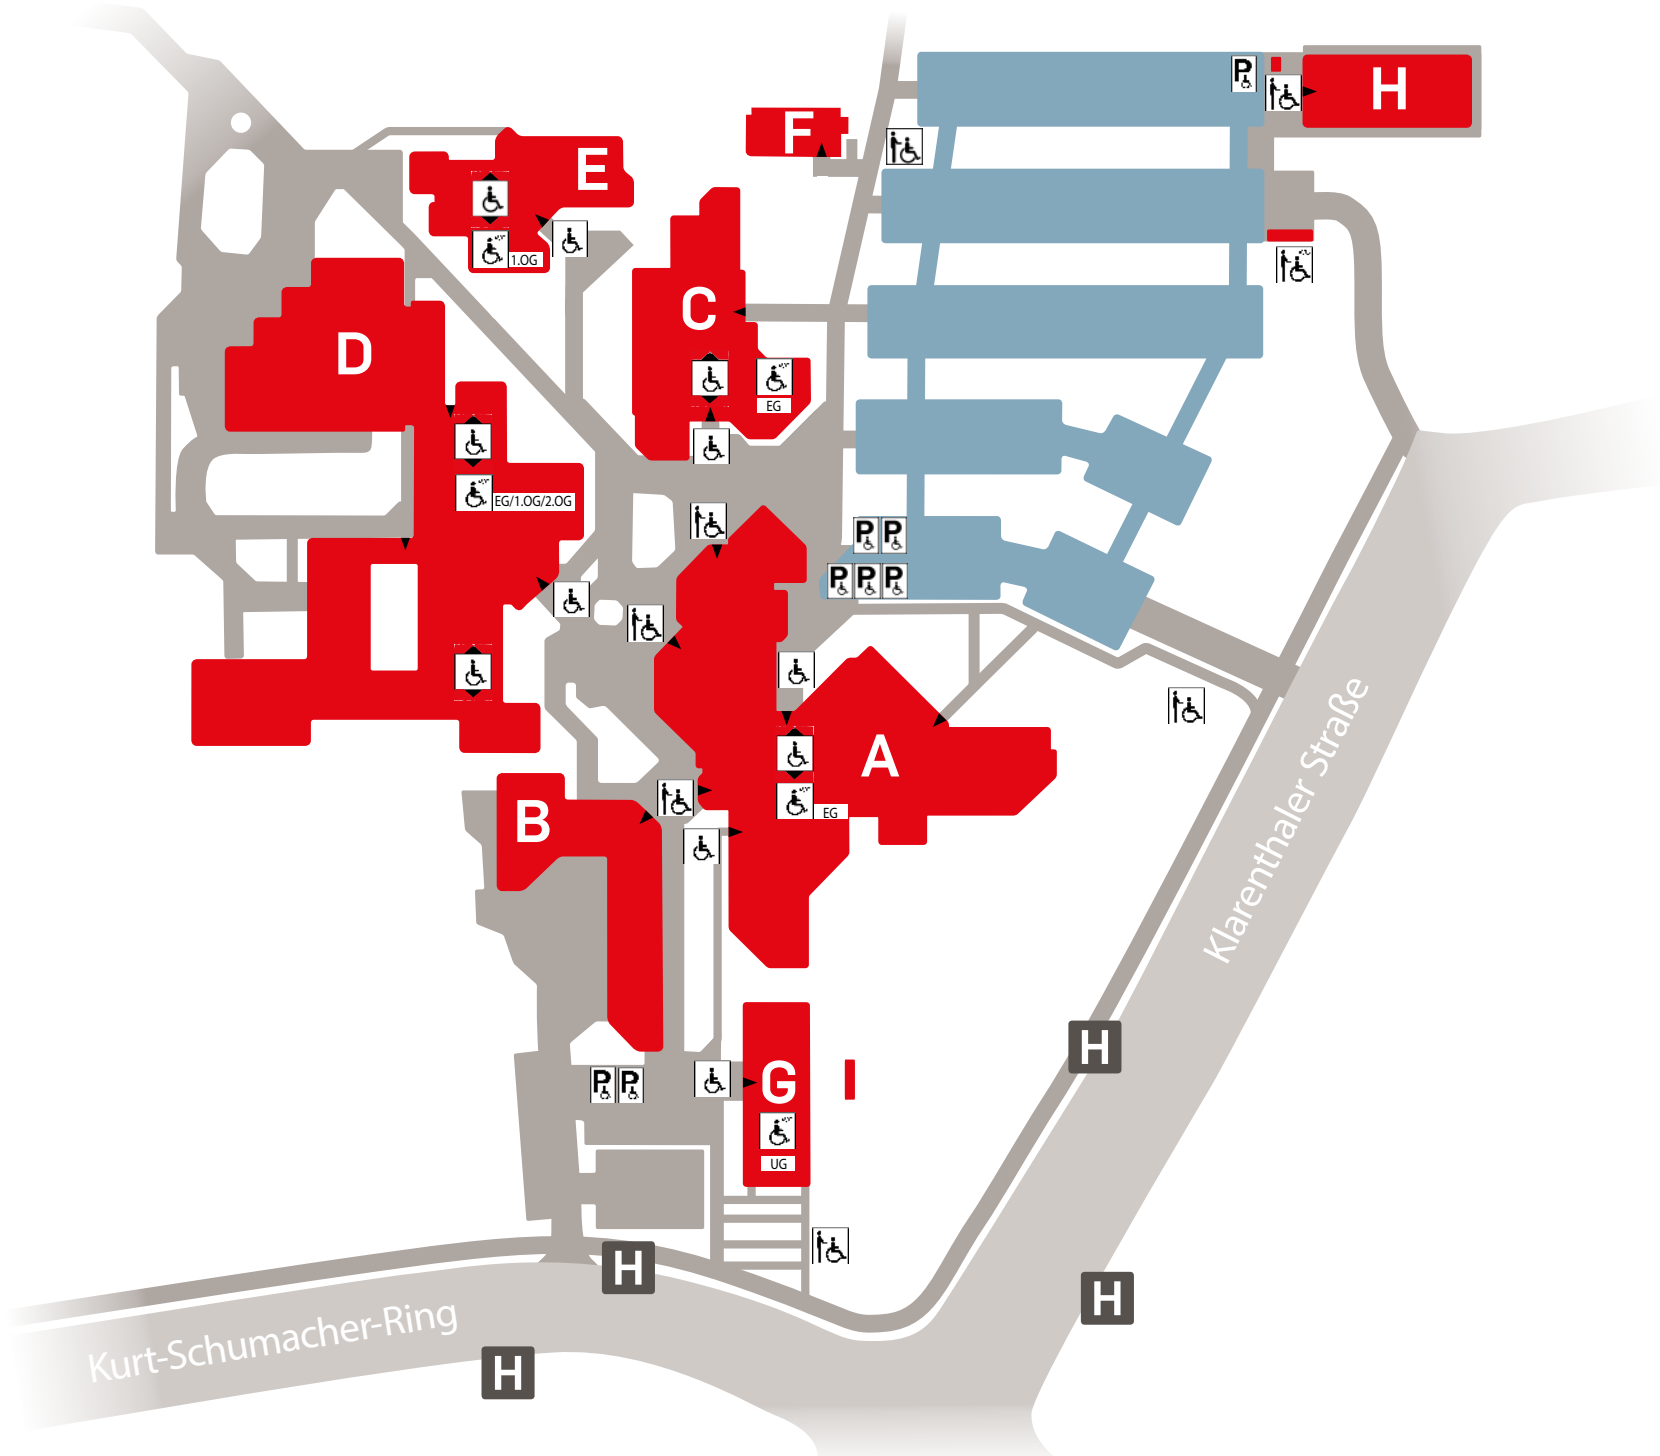 P
H
F
E
1.OG
C
D
EG
EG/1.OG/2.OG
P P
P P P
A
EG
B
Klarenthaler Straße
H
G
I
P P
UG
H
H
Kurt-Schumacher-Ring
H